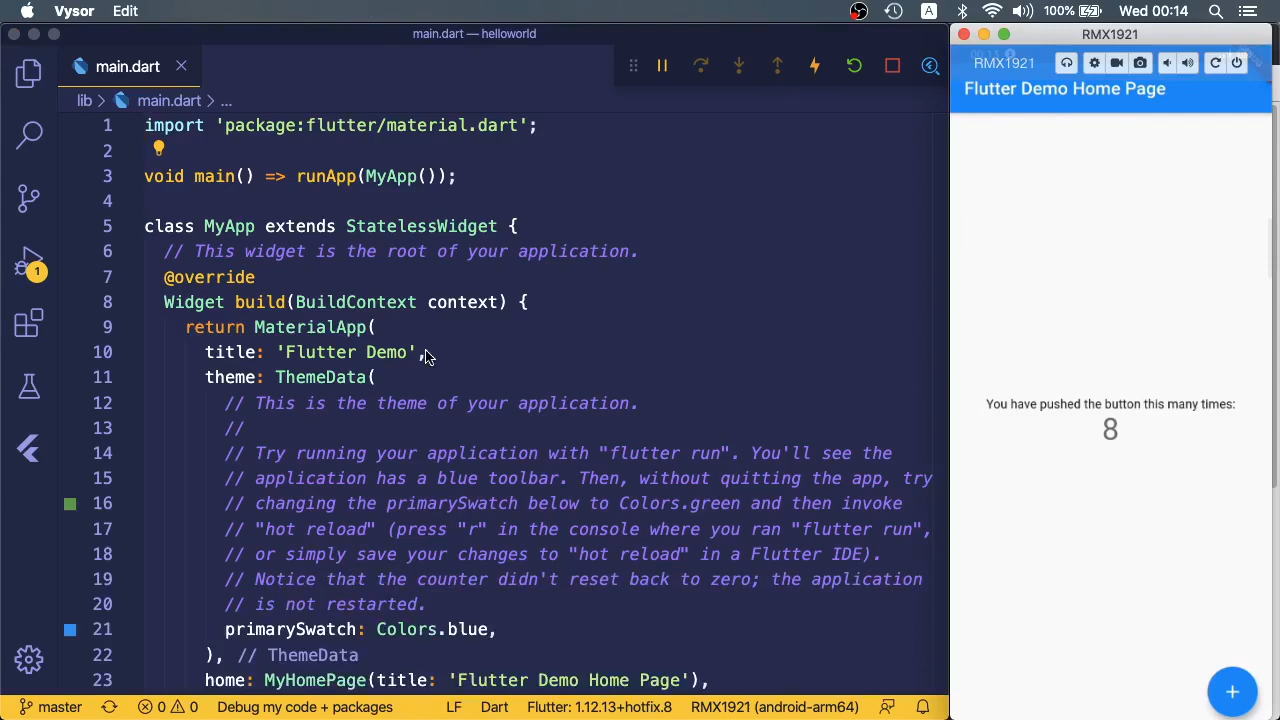 Vysor Edit
A 100% Wed 00:14
main.dart — helloworld
RMX1921
main.dart
RMX1921
Flutter Demo Home Page
lib > main.dart > ...
1 import 'package:flutter/material.dart';
2
3 void main() => runApp(MyApp());
4
5 class MyApp extends StatelessWidget {
6 // This widget is the root of your application.
7 @override
8 Widget build(BuildContext context) {
9 return MaterialApp(
10 title: 'Flutter Demo',
11 theme: ThemeData(
12 // This is the theme of your application.
13 //
14 // Try running your application with "flutter run". You'll see the
15 // application has a blue toolbar. Then, without quitting the app, try
16 // changing the primarySwatch below to Colors.green and then invoke
17 // "hot reload" (press "r" in the console where you ran "flutter run",
18 // or simply save your changes to "hot reload" in a Flutter IDE).
19 // Notice that the counter didn't reset back to zero; the application
20 // is not restarted.
21 primarySwatch: Colors.blue,
22 ), // ThemeData
23 home: MyHomePage(title: 'Flutter Demo Home Page'),
1
You have pushed the button this many times:
8
+
master 0 0 Debug my code + packages LF Dart Flutter: 1.12.13+hotfix.8 RMX1921 (android-arm64)